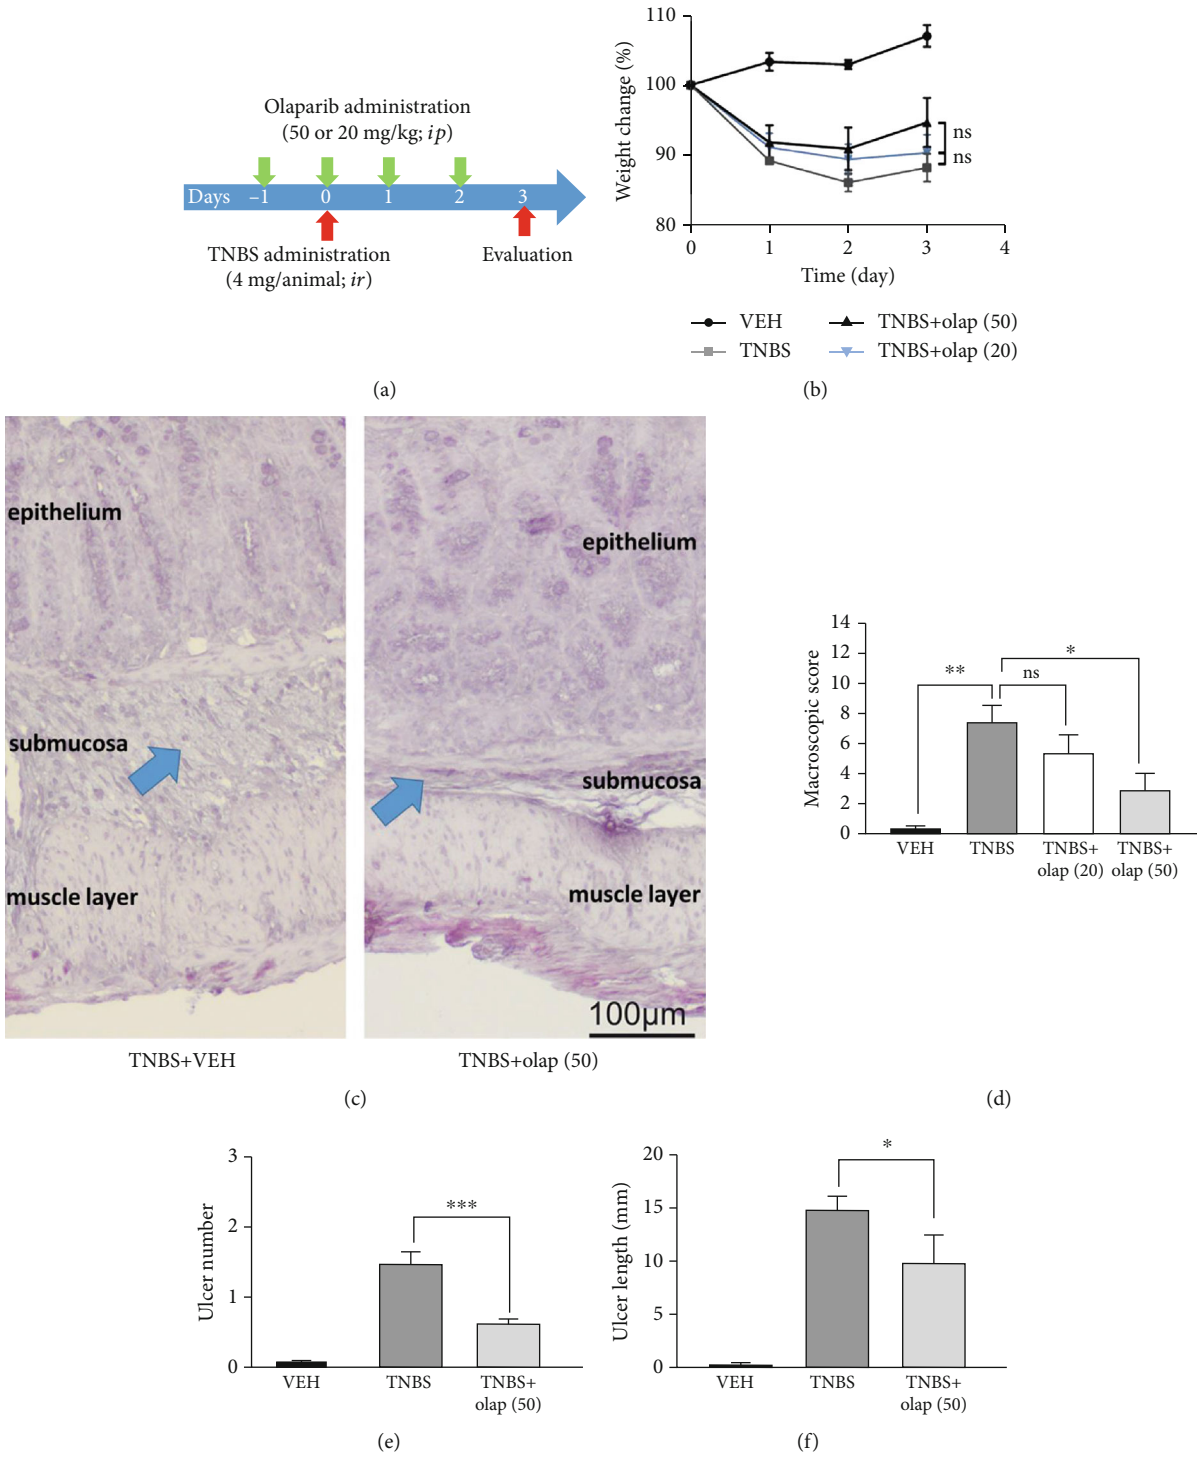 Olaparib administration
(50 or 20 mg/kg; ip)
Days –1 0 1 2 3
TNBS administration
(4 mg/animal; ir)
Evaluation
(a)
Weight change (%)
110
100
90
80
0 1 2 3 4
Time (day)
ns
ns
VEH
TNBS
TNBS+olap (50)
TNBS+olap (20)
(b)
epithelium
submucosa
muscle layer
TNBS+VEH
epithelium
submucosa
muscle layer
100μm
TNBS+olap (50)
(c)
Macroscopic score
14
12
10
8
6
4
2
0
**
ns
*
VEH
TNBS
TNBS+
olap (20)
TNBS+
olap (50)
(d)
Ulcer number
3
2
1
0
***
VEH
TNBS
TNBS+
olap (50)
(e)
Ulcer length (mm)
20
15
10
5
0
*
VEH
TNBS
TNBS+
olap (50)
(f)